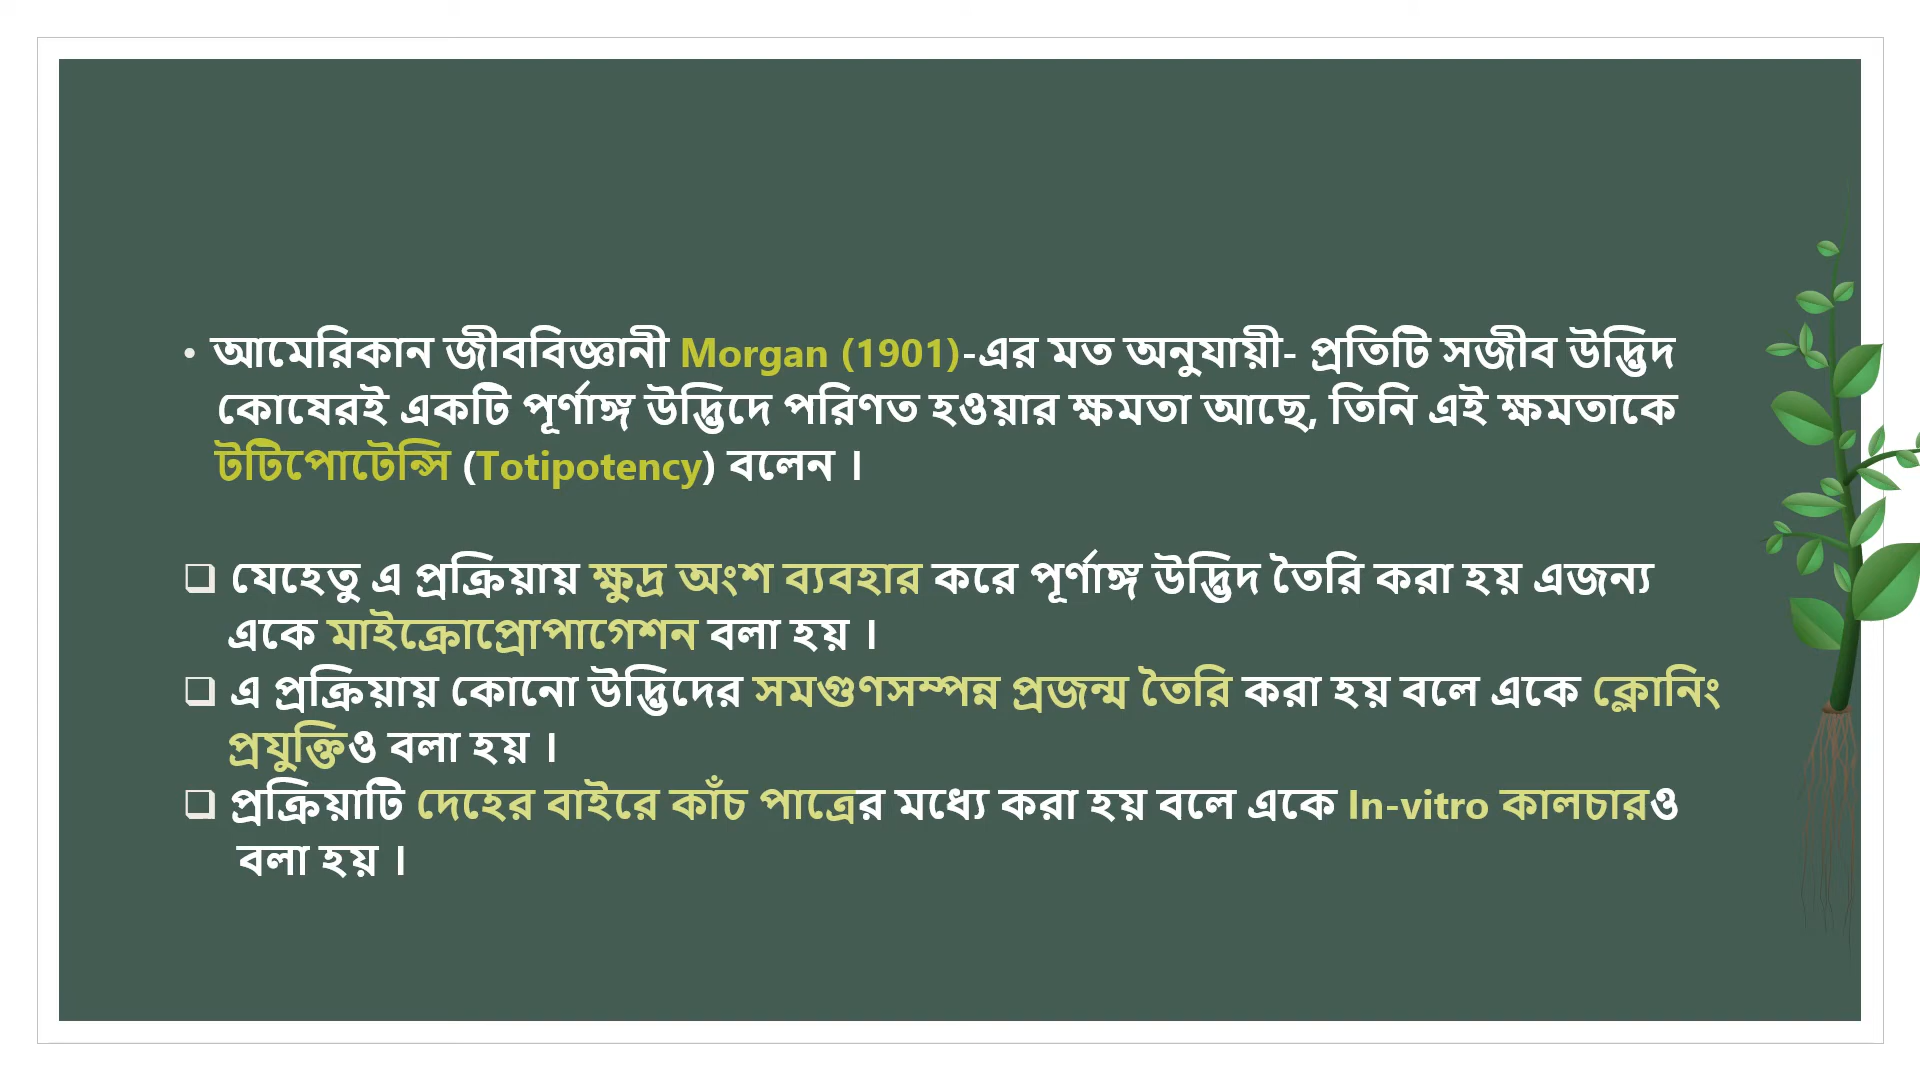 • আমেরিকান জীববিজ্ঞানী Morgan (1901)-এর মত অনুযায়ী- প্রতিটি সজীব উদ্ভিদ
কোষেরই একটি পূর্ণাঙ্গ উদ্ভিদে পরিণত হওয়ার ক্ষমতা আছে, তিনি এই ক্ষমতাকে
টটিপোটেন্সি (Totipotency) বলেন ।
❑ যেহেতু এ প্রক্রিয়ায় ক্ষুদ্র অংশ ব্যবহার করে পূর্ণাঙ্গ উদ্ভিদ তৈরি করা হয় এজন্য
একে মাইক্রোপ্রোপাগেশন বলা হয় ।
❑ এ প্রক্রিয়ায় কোনো উদ্ভিদের সমগুণসম্পন্ন প্রজন্ম তৈরি করা হয় বলে একে ক্লোনিং
প্রযুক্তিও বলা হয় ।
❑ প্রক্রিয়াটি দেহের বাইরে কাঁচ পাত্রের মধ্যে করা হয় বলে একে In-vitro কালচারও
বলা হয় ।